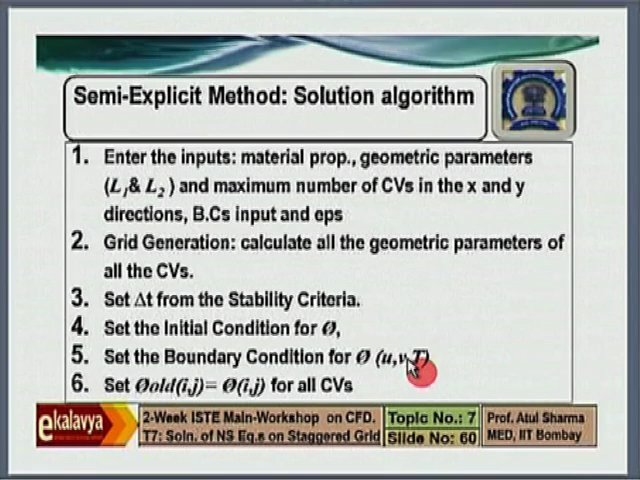 Semi-Explicit Method: Solution algorithm
1. Enter the inputs: material prop., geometric parameters
(L1& L2 ) and maximum number of CVs in the x and y
directions, B.Cs input and eps
2. Grid Generation: calculate all the geometric parameters of
all the CVs.
3. Set Δt from the Stability Criteria.
4. Set the Initial Condition for Ø,
5. Set the Boundary Condition for Ø (u,v,T)
6. Set Øold(i,j)= Ø(i,j) for all CVs
ekalavya
2-Week ISTE Main-Workshop on CFD.
T7: Soln. of NS Eq.s on Staggered Grid
Topic No.: 7
Slide No: 60
Prof. Atul Sharma
MED, IIT Bombay